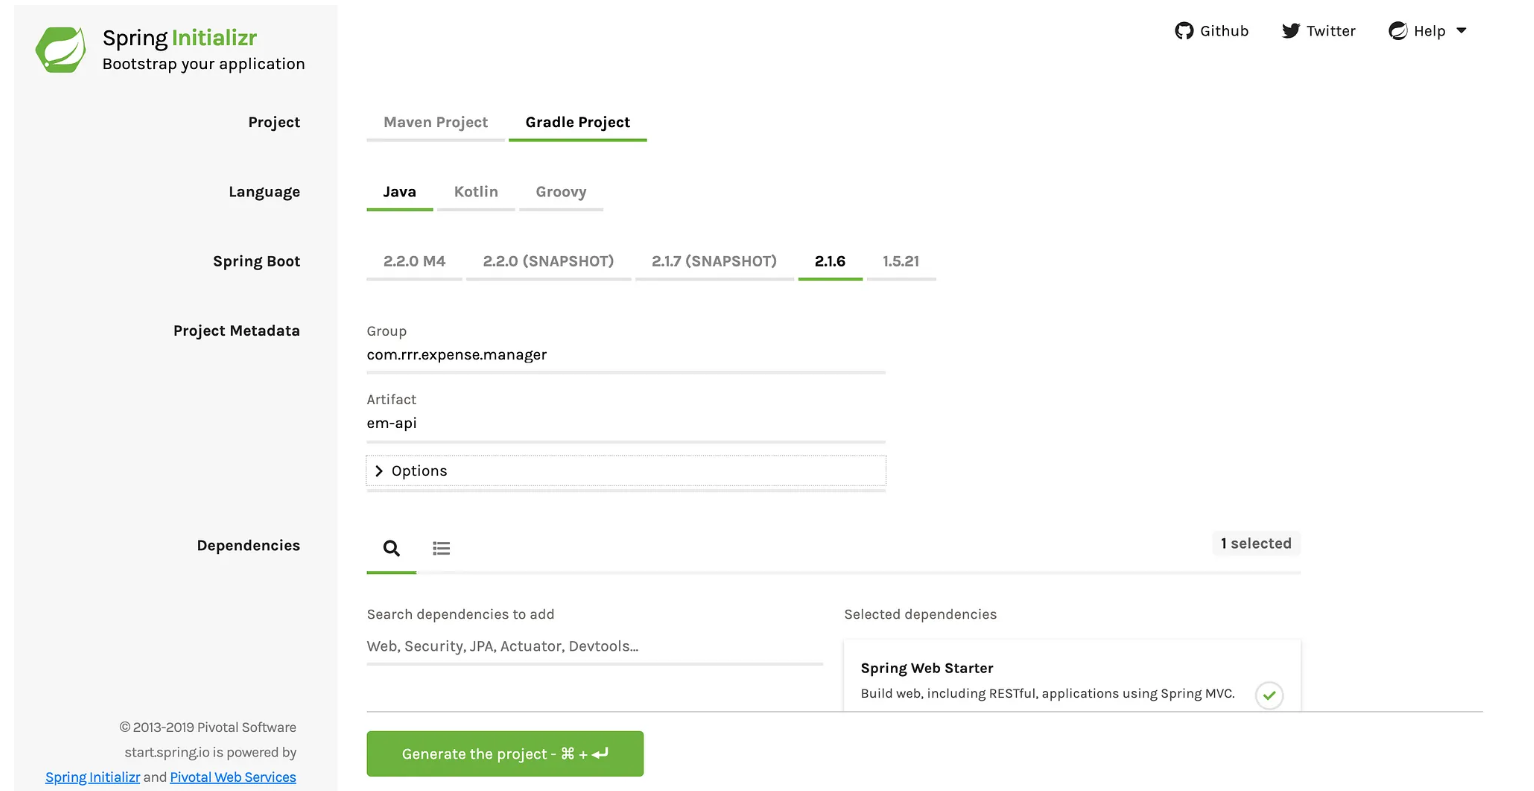 Spring Initializr
Bootstrap your application
Github
Twitter
Help
Project
Maven Project
Gradle Project
Language
Java
Kotlin
Groovy
Spring Boot
2.2.0 M4
2.2.0 (SNAPSHOT)
2.1.7 (SNAPSHOT)
2.1.6
1.5.21
Project Metadata
Group
com.rrr.expense.manager
Artifact
em-api
Options
Dependencies
1 selected
Search dependencies to add
Web, Security, JPA, Actuator, Devtools...
Selected dependencies
Spring Web Starter
Build web, including RESTful, applications using Spring MVC.
© 2013-2019 Pivotal Software
start.spring.io is powered by
Spring Initializr and Pivotal Web Services
Generate the project - ⌘ + ↵